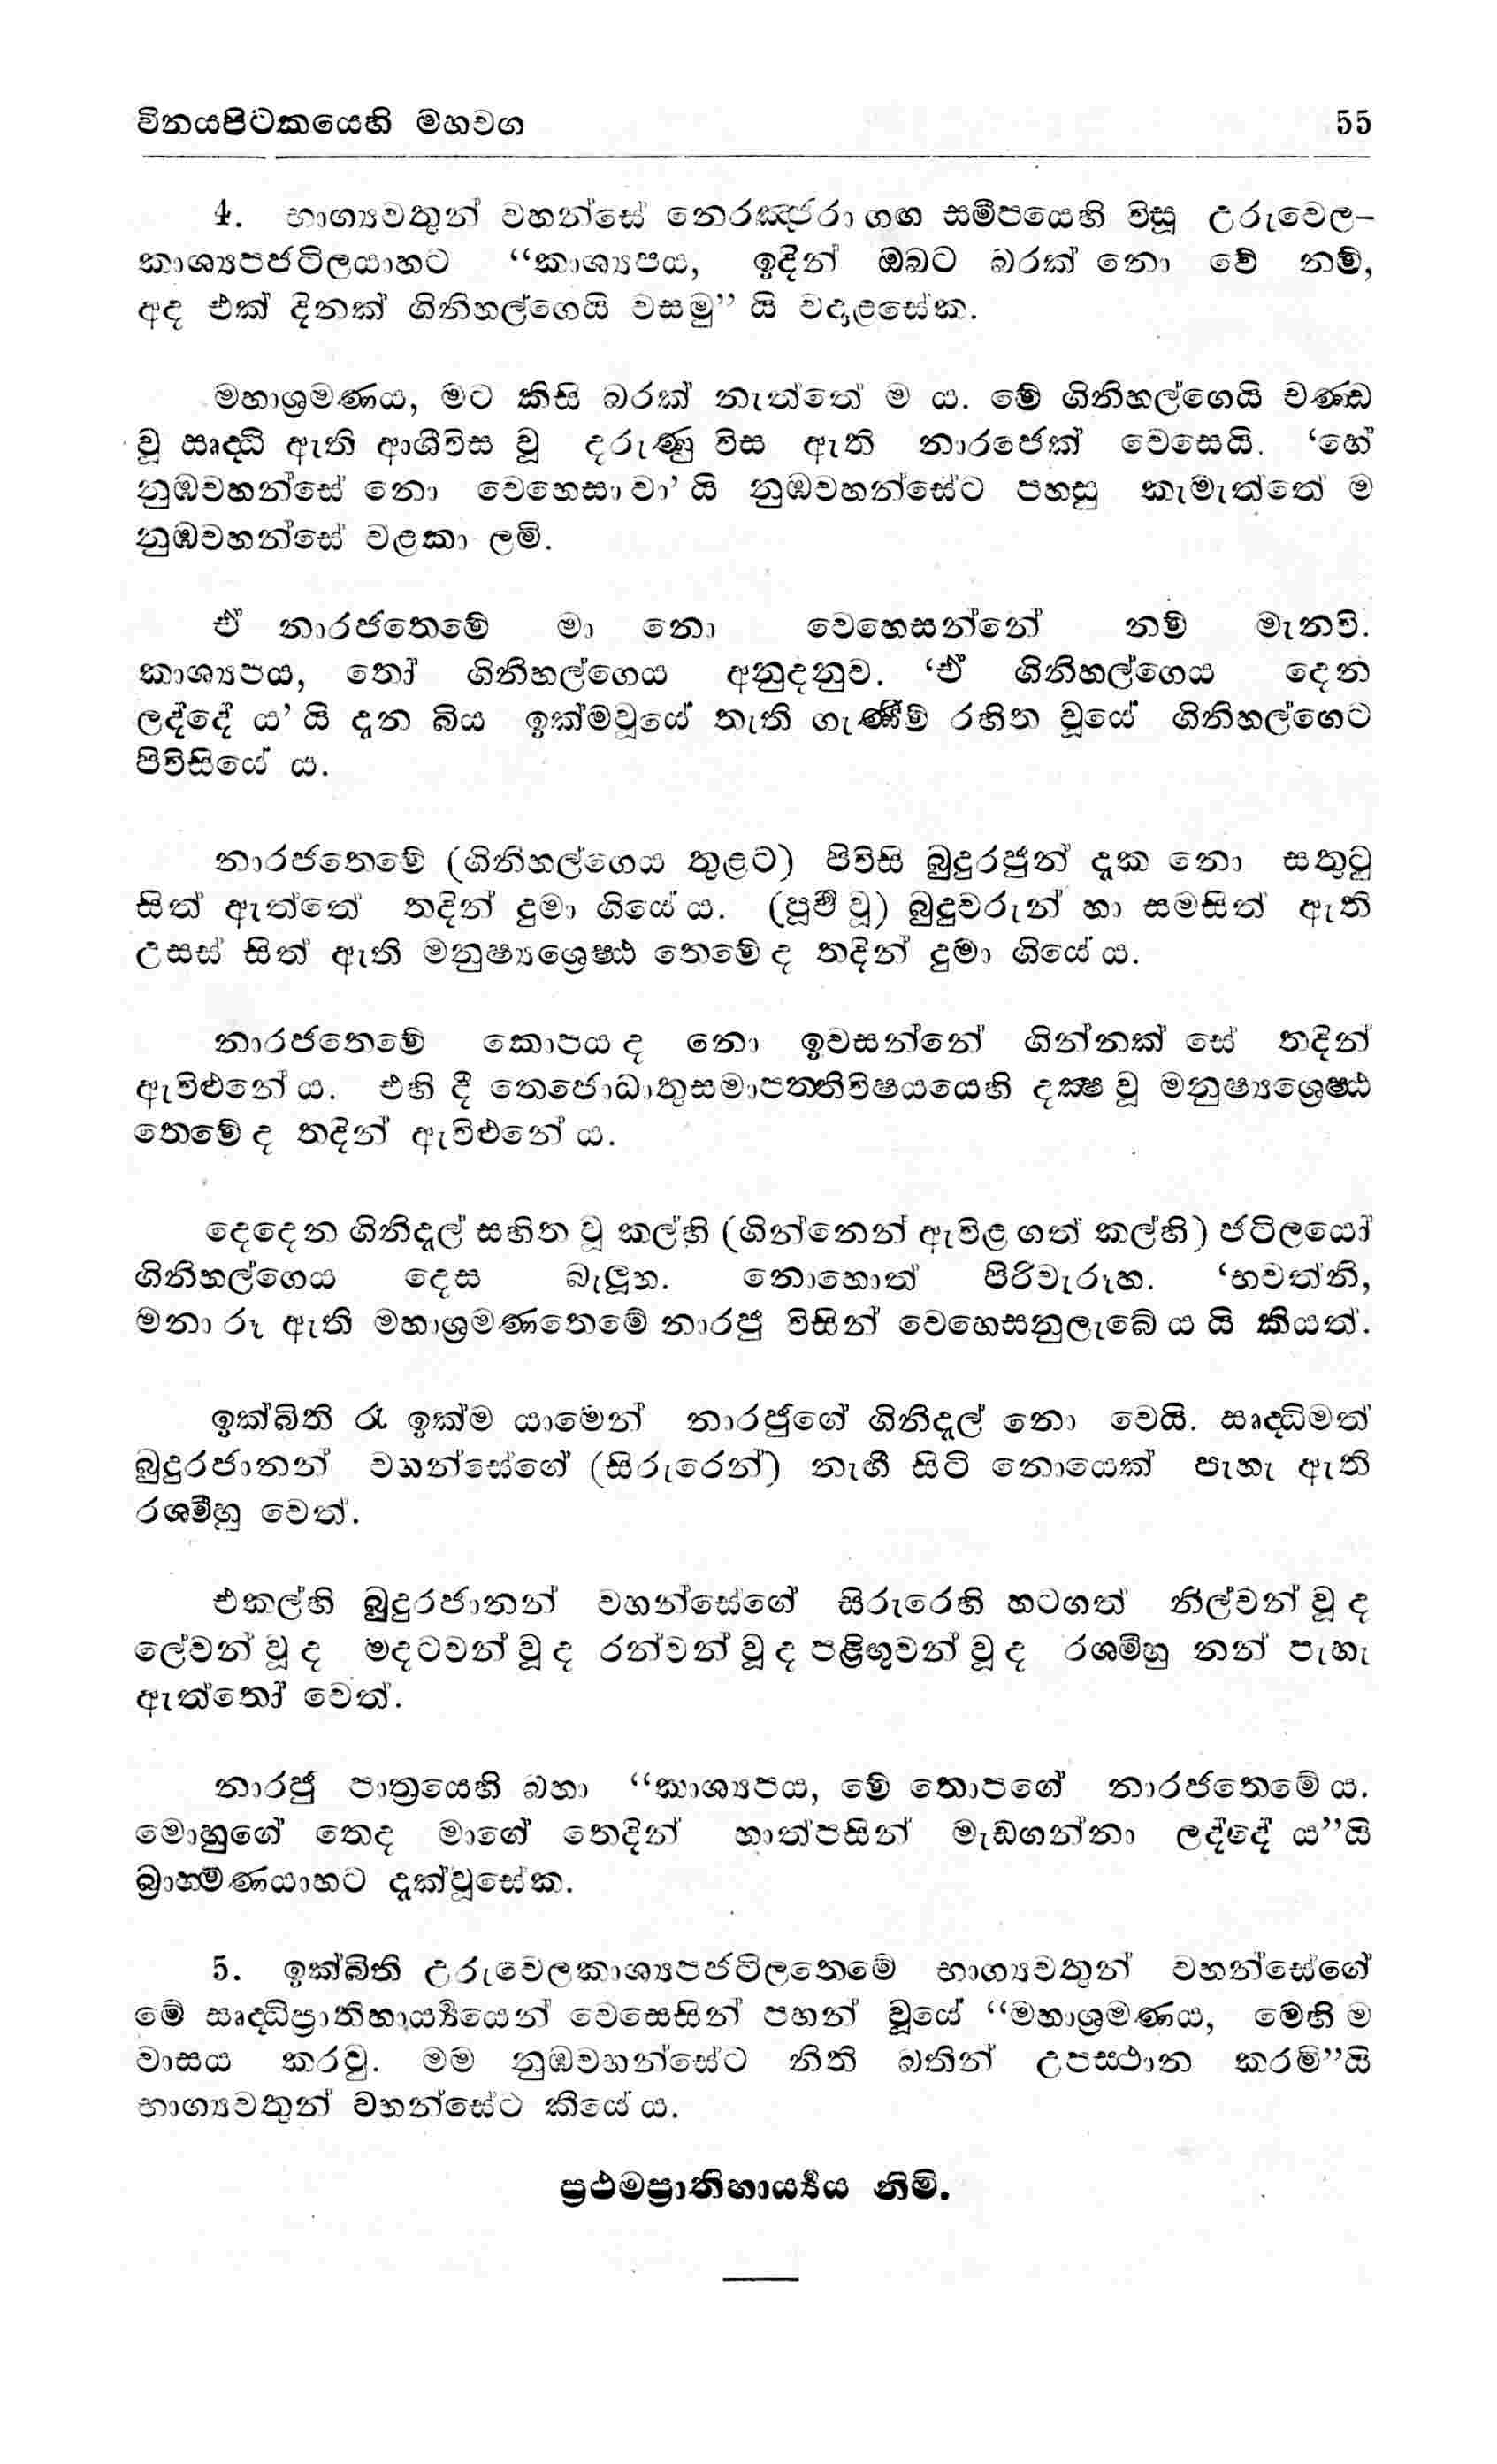 විනයපිටකයෙහි මහවග 55
4. භාග්‍යවතුන් වහන්සේ නෙරඤ්ජරා ගඟ සමීපයෙහි විසූ උරුවෙල-
කාශ්‍යපජටිලයාහට “කාශ්‍යපය, ඉදින් ඔබට බරක් නො වේ නම්,
අද එක් දිනක් ගිනිහල්ගෙයි වසමු” යි වදාළසේක.
මහාශ්‍රමණය, මට කිසි බරක් නැත්තේ ම ය. මේ ගිනිහල්ගෙයි චණ්ඩ
වූ ඍද්ධි ඇති ආශීවිස වූ දරුණු විස ඇති නාරජෙක් වෙසෙයි. ‘හේ
නුඹවහන්සේ නො වෙහෙසාවා’ යි නුඹවහන්සේට පහසු කැමැත්තේ ම
නුඹවහන්සේ වළකා ලමි.
ඒ නාරජතෙමේ මා නො වෙහෙසන්නේ නම් මැනවි.
කාශ්‍යපය, තෝ ගිනිහල්ගෙය අනුදනුව. ‘ඒ ගිනිහල්ගෙය දෙන
ලද්දේ ය’ යි දැන බිය ඉක්මවූයේ තැති ගැණීම් රහිත වූයේ ගිනිහල්ගෙට
පිවිසියේ ය.
නාරජතෙමේ (ගිනිහල්ගෙය තුළට) පිවිසි බුදුරජුන් දැක නො සතුටු
සිත් ඇත්තේ තදින් දුමා ගියේ ය. (පූර්‍ව වූ) බුදුවරුන් හා සමසිත් ඇති
උසස් සිත් ඇති මනුෂ්‍යශ්‍රෙෂ්ඨ තෙමේ ද තදින් දුමා ගියේ ය.
නාරජතෙමේ කොපය ද නො ඉවසන්නේ ගින්නක් සේ තදින්
ඇවිළුනේ ය. එහි දී තෙජොධාතුසමාපත්තිවිෂයයෙහි දක්‍ෂ වූ මනුෂ්‍යශ්‍රෙෂ්ඨ
තෙමේ ද තදින් ඇවිළුනේ ය.
දෙදෙන ගිනිදැල් සහිත වූ කල්හි (ගින්නෙන් ඇවිළ ගත් කල්හි) ජටිලයෝ
ගිනිහල්ගෙය දෙස බැලූහ. නොහොත් පිරිවැරූහ. ‘භවත්නි,
මනා රූ ඇති මහාශ්‍රමණතෙමේ නාරජු විසින් වෙහෙසනුලැබේ ය යි කියත්.
ඉක්බිති රෑ ඉක්ම යාමෙන් නාරජුගේ ගිනිදැල් නො වෙයි. සෘද්ධිමත්
බුදුරජානන් වහන්සේගේ (සිරුරෙන්) නැඟී සිටි නොයෙක් පැහැ ඇති
රශ්මීහු වෙත්.
එකල්හි බුදුරජානන් වහන්සේගේ සිරුරෙහි හටගත් නිල්වන් වූ ද
ලේවන් වූ ද මදටවන් වූ ද රන්වන් වූ ද පළිඟුවන් වූ ද රශ්මීහු නන් පැහැ
ඇත්තෝ වෙත්.
නාරජු පාත්‍රයෙහි බහා “කාශ්‍යපය, මේ තොපගේ නාරජතෙමේ ය.
මොහුගේ තෙද මාගේ තෙදින් හාත්පසින් මැඩගන්නා ලද්දේ ය”යි
බ්‍රාහ්මණයාහට දැක්වූසේක.
5. ඉක්බිති උරුවෙලකාශ්‍යපජටිලතෙමේ භාග්‍යවතුන් වහන්සේගේ
මේ සෘද්ධිප්‍රාතිහාර්‍ය්‍යයෙන් වෙසෙසින් පහන් වූයේ “මහාශ්‍රමණය, මෙහි ම
වාසය කරවු. මම නුඹවහන්සේට නිති බතින් උපස්ථාන කරමි”යි
භාග්‍යවතුන් වහන්සේට කියේ ය.
ප්‍රථමප්‍රාතිහාර්‍ය්‍යය නිමි.